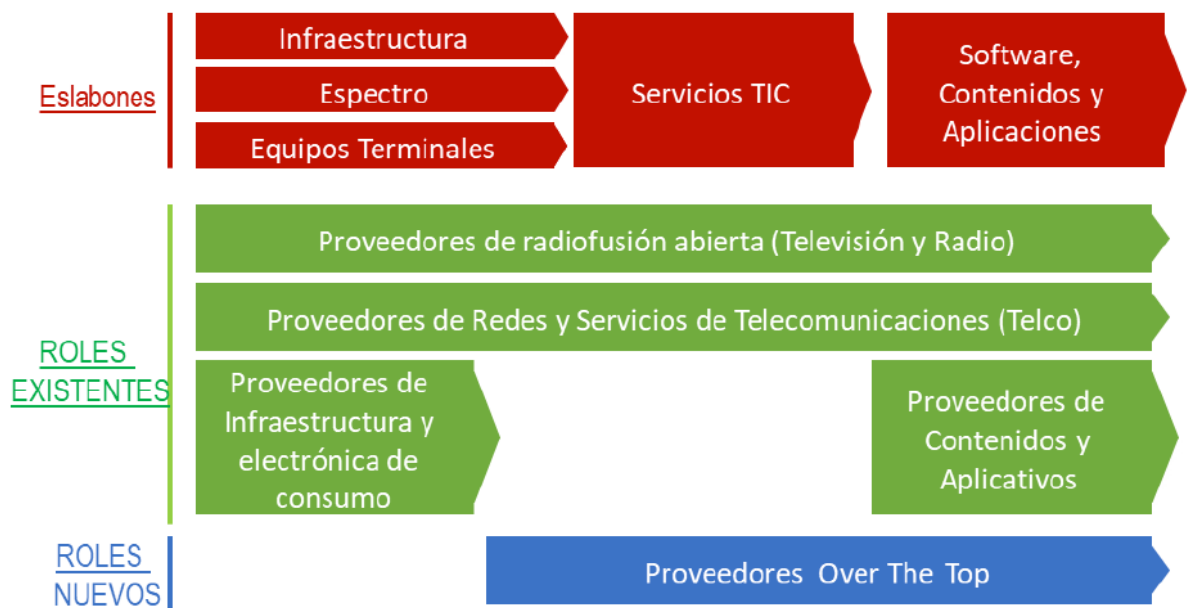 Eslabones
Infraestructura
Espectro
Equipos Terminales
Servicios TIC
Software,
Contenidos y
Aplicaciones
ROLES
EXISTENTES
Proveedores de radiofusión abierta (Televisión y Radio)
Proveedores de Redes y Servicios de Telecomunicaciones (Telco)
Proveedores de
Infraestructura y
electrónica de
consumo
Proveedores de
Contenidos y
Aplicativos
ROLES
NUEVOS
Proveedores Over The Top